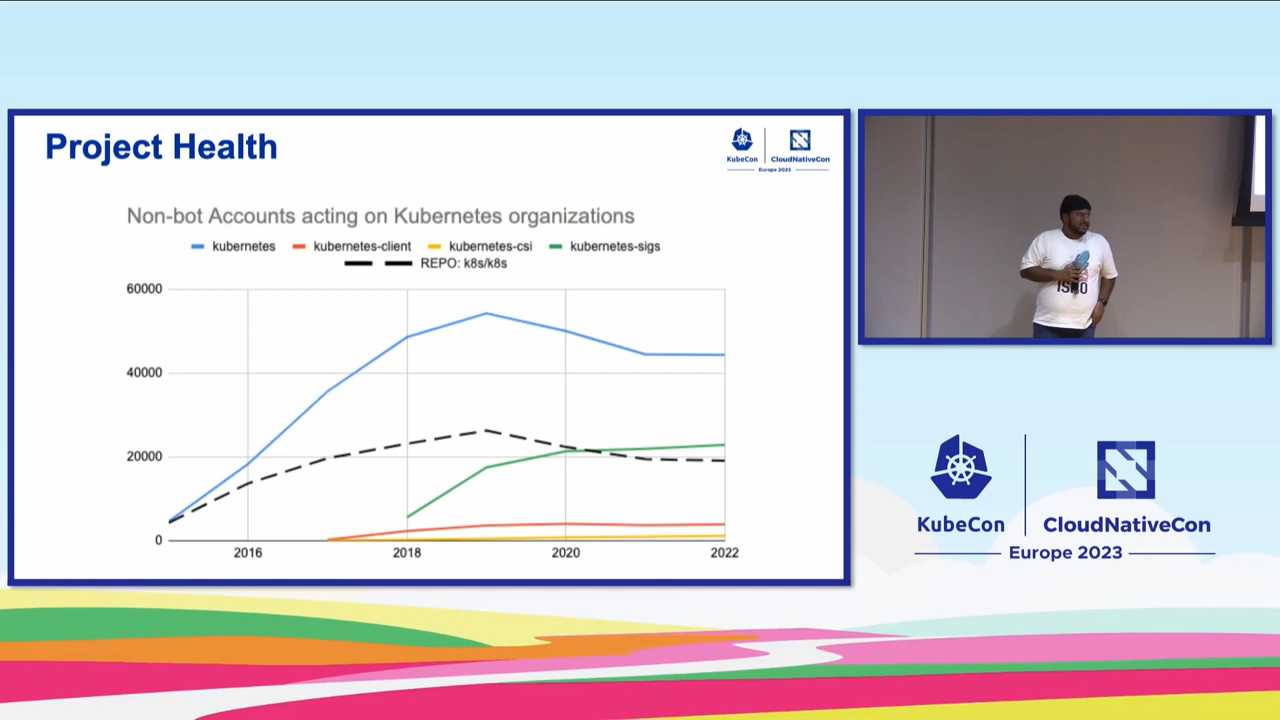 Project Health
KubeCon
CloudNativeCon
Europe 2023
Non-bot Accounts acting on Kubernetes organizations
kubernetes kubernetes-client kubernetes-csi kubernetes-sigs
REPO: k8s/k8s
60000
40000
20000
0
2016 2018 2020 2022
KubeCon
CloudNativeCon
Europe 2023